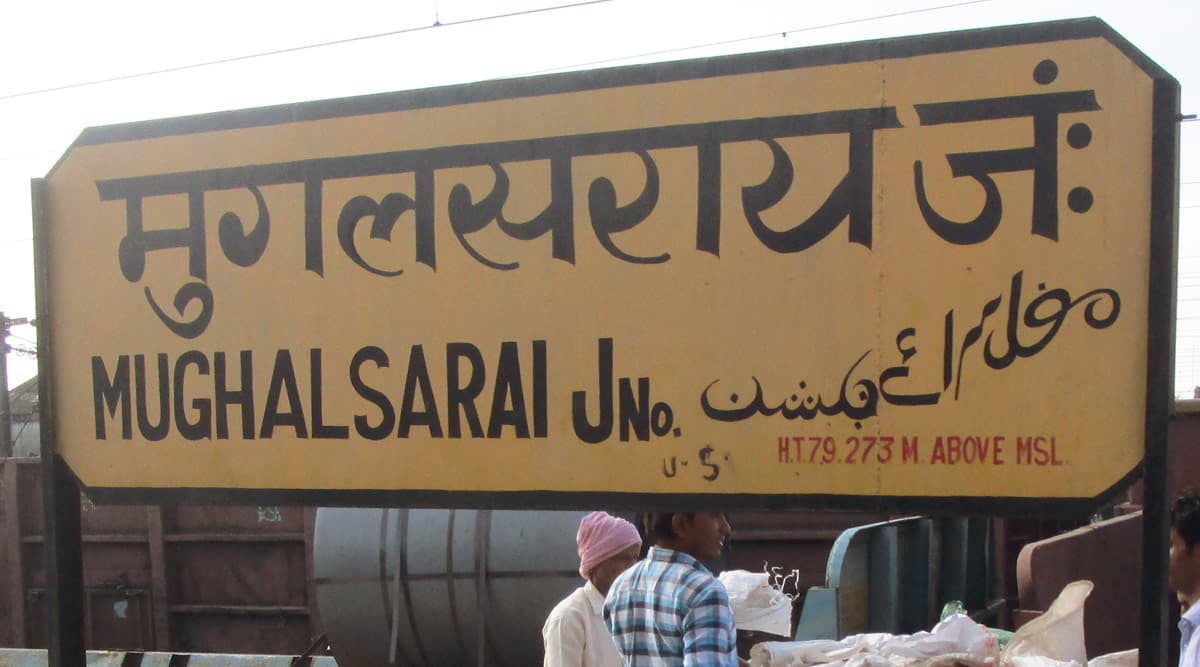 मुगलसराय जंः
MUGHALSARAI JNO.
مغل سرائے جنکشن
U-S
H.T.79.273 M. ABOVE MSL.